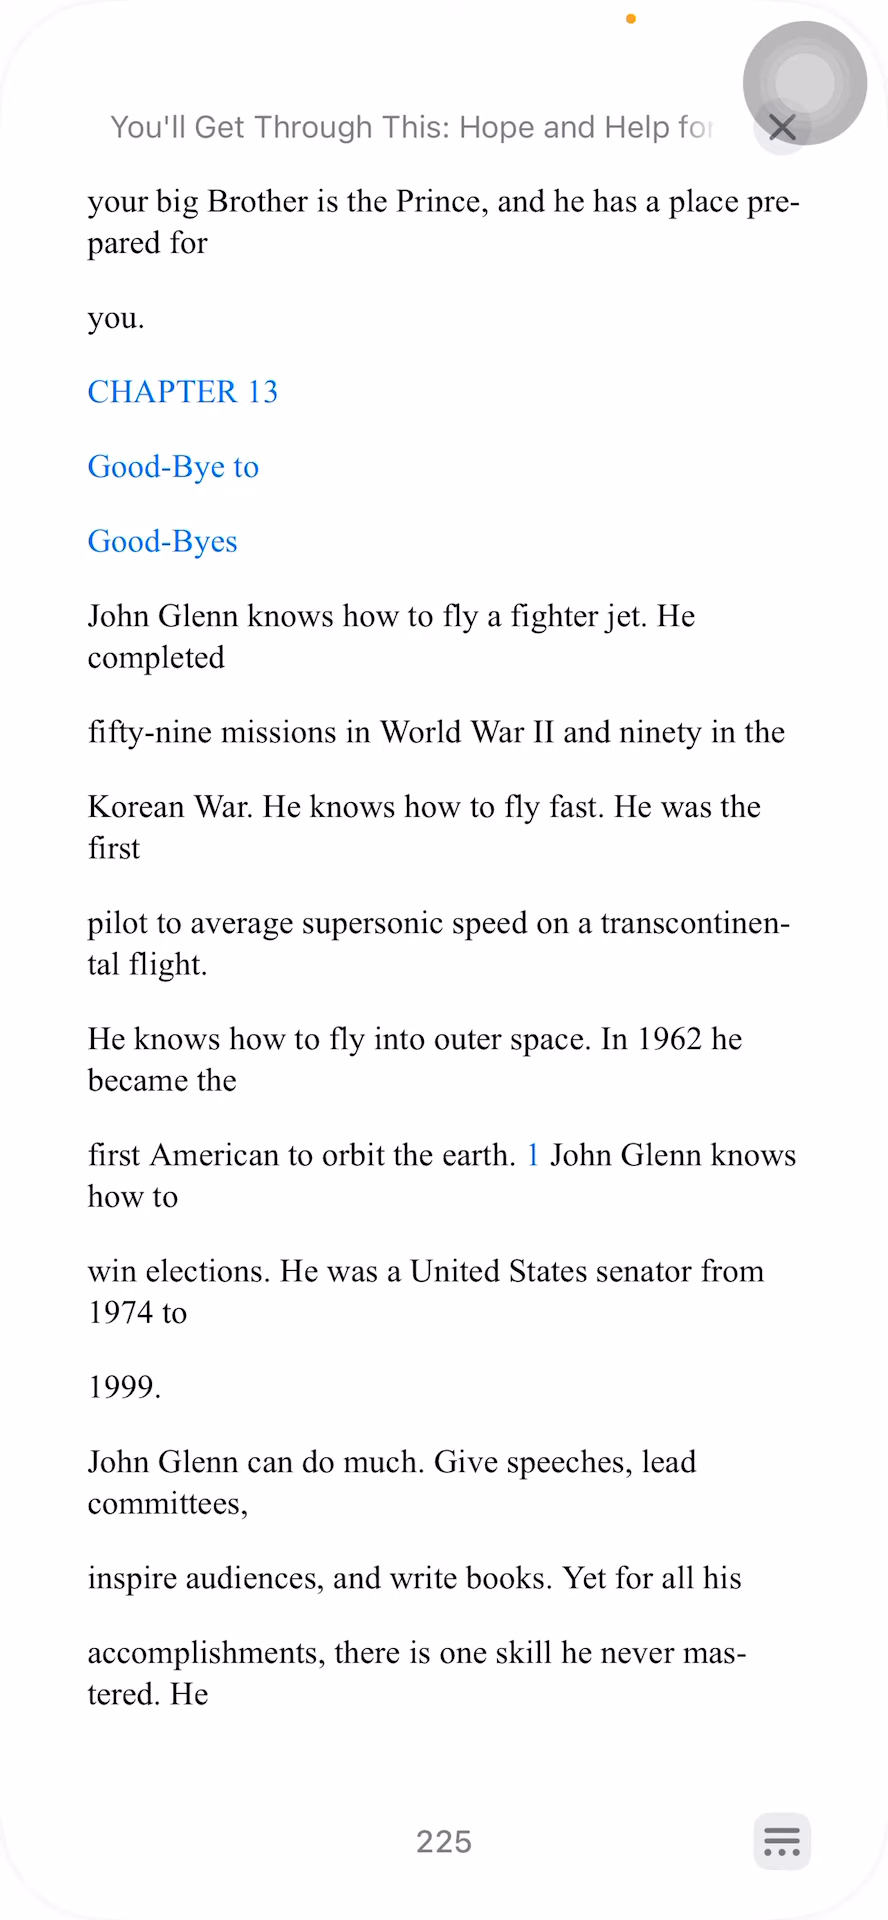 You'll Get Through This: Hope and Help for
your big Brother is the Prince, and he has a place pre-
pared for
you.
CHAPTER 13
Good-Bye to
Good-Byes
John Glenn knows how to fly a fighter jet. He
completed
fifty-nine missions in World War II and ninety in the
Korean War. He knows how to fly fast. He was the
first
pilot to average supersonic speed on a transcontinen-
tal flight.
He knows how to fly into outer space. In 1962 he
became the
first American to orbit the earth. 1 John Glenn knows
how to
win elections. He was a United States senator from
1974 to
1999.
John Glenn can do much. Give speeches, lead
committees,
inspire audiences, and write books. Yet for all his
accomplishments, there is one skill he never mas-
tered. He
225